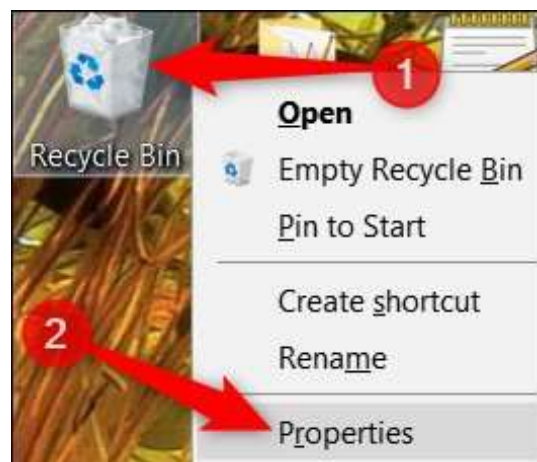 1
Recycle Bin
Open
Empty Recycle Bin
Pin to Start
Create shortcut
Rename
2
Properties